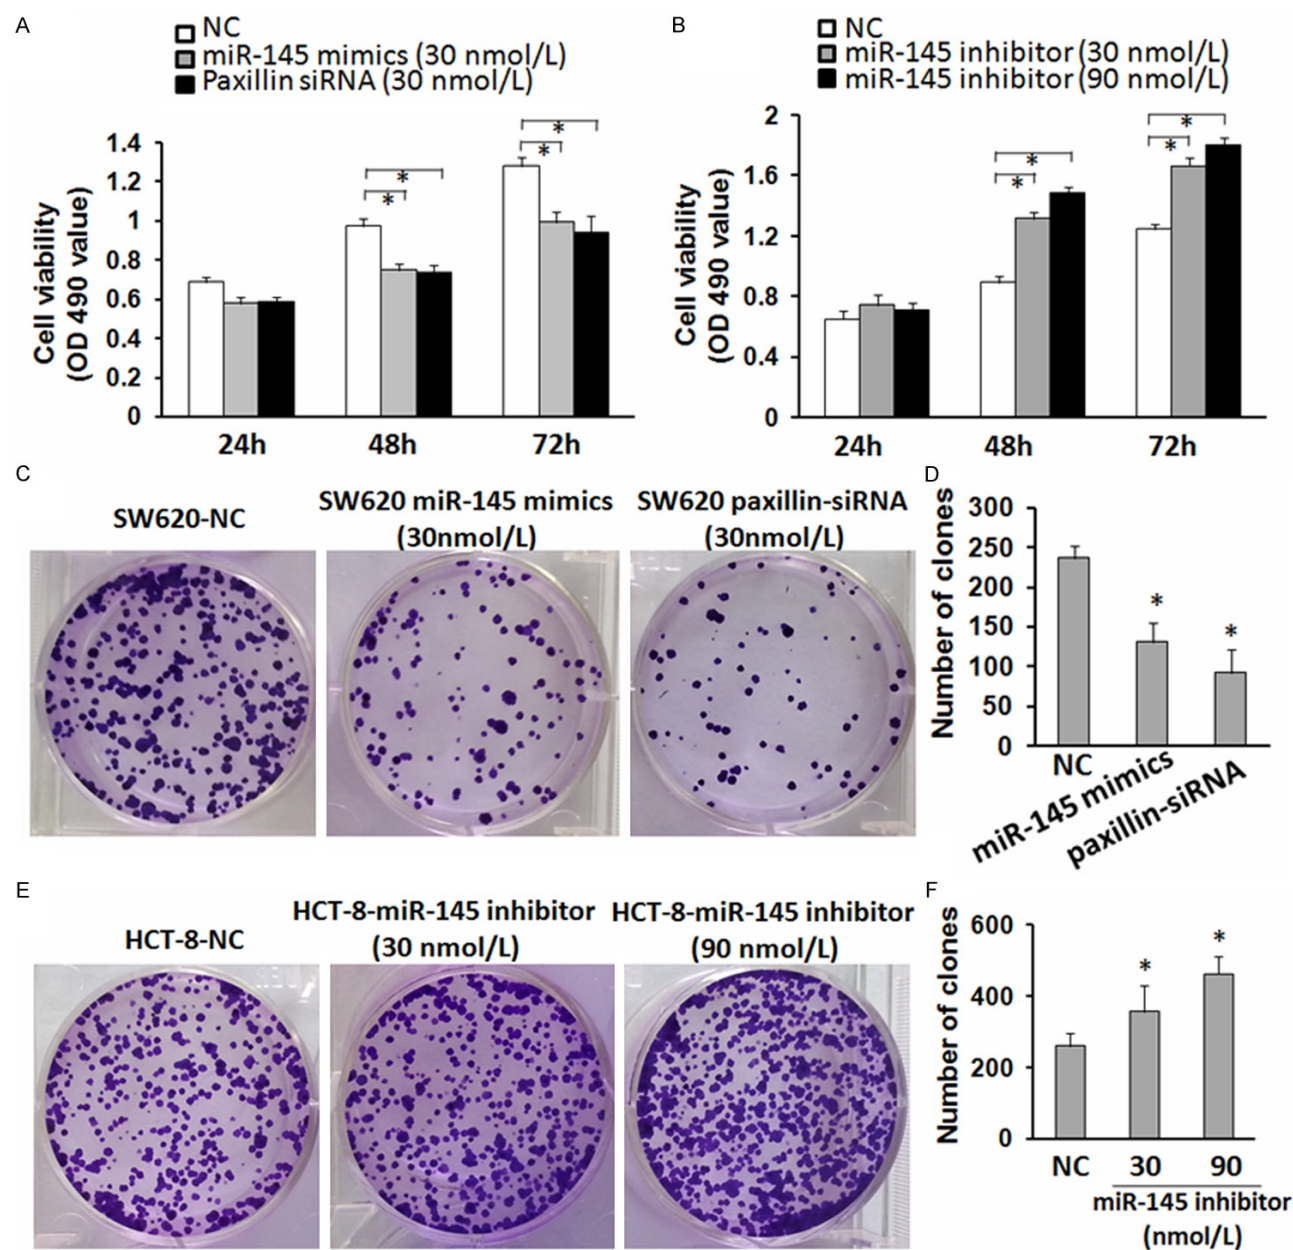 A
NC
miR-145 mimics (30 nmol/L)
Paxillin siRNA (30 nmol/L)
Cell viability
(OD 490 value)
1.4
1.2
1
0.8
0.6
0.4
0.2
0
*
*
*
*
24h
48h
72h
B
NC
miR-145 inhibitor (30 nmol/L)
miR-145 inhibitor (90 nmol/L)
Cell viability
(OD 490 value)
2
1.6
1.2
0.8
0.4
0
*
*
*
*
24h
48h
72h
C
SW620-NC
SW620 miR-145 mimics
(30nmol/L)
SW620 paxillin-siRNA
(30nmol/L)
D
Number of clones
300
250
200
150
100
50
0
*
*
NC
miR-145 mimics
paxillin-siRNA
E
HCT-8-NC
HCT-8-miR-145 inhibitor
(30 nmol/L)
HCT-8-miR-145 inhibitor
(90 nmol/L)
F
Number of clones
600
400
200
0
*
*
NC
30
90
miR-145 inhibitor
(nmol/L)